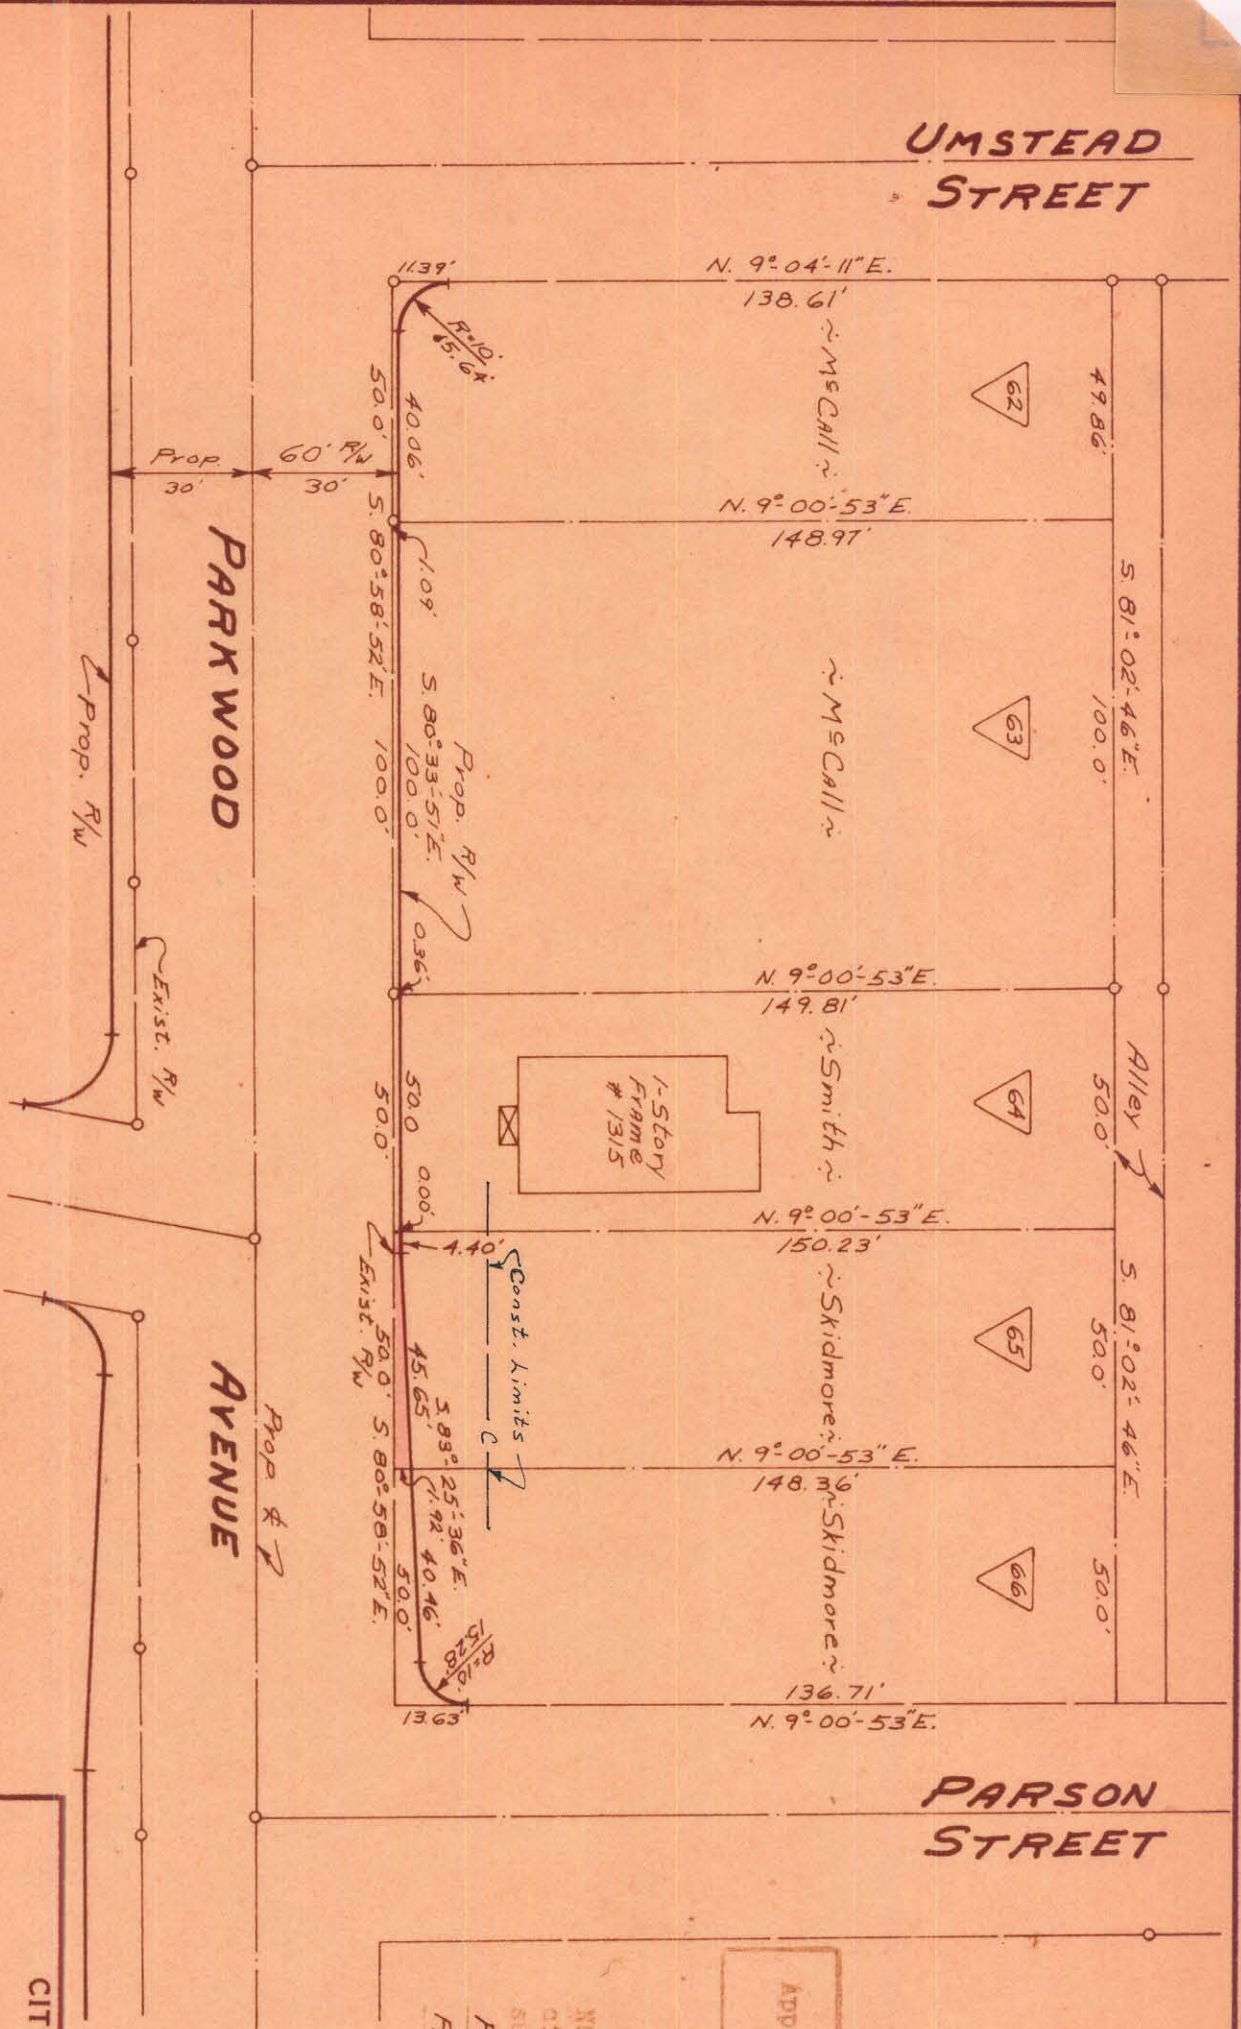 UMSTEAD
STREET
11.39'
N. 9°-04'-11"E.
138.61'
R=10'
15.64'
~McCall~
62
49.86'
50.0'
40.06'
Prop.
30'
60' R/W
30'
N. 9°-00'-53"E.
148.97'
1.09'
S. 80°-58'-52"E.
100.0'
S. 80°-33'-51"E.
100.0'
Prop. R/W
~McCall~
63
S. 81°-02'-46"E.
100.0'
PARKWOOD
Prop. R/W
0.36'
N. 9°-00'-53"E.
149.81'
Exist. R/W
50.0'
50.0
1-Story
Frame
# 1315
~Smith~
64
50.0'
Alley
0.00'
N. 9°-00'-53"E.
150.23'
4.40'
Exist. R/W
Const. Limits
C
45.65'
50.0'
S. 83°-25'-36"E.
~Skidmore~
65
50.0'
S. 81°-02'-46"E.
AVENUE
Prop ₵
N. 9°-00'-53"E.
148.36'
1.92'
40.46'
50.0'
S. 80°-58'-52"E.
R=10'
15.28'
~Skidmore~
66
50.0'
13.63'
136.71'
N. 9°-00'-53"E.
PARSON
STREET
CIT
App